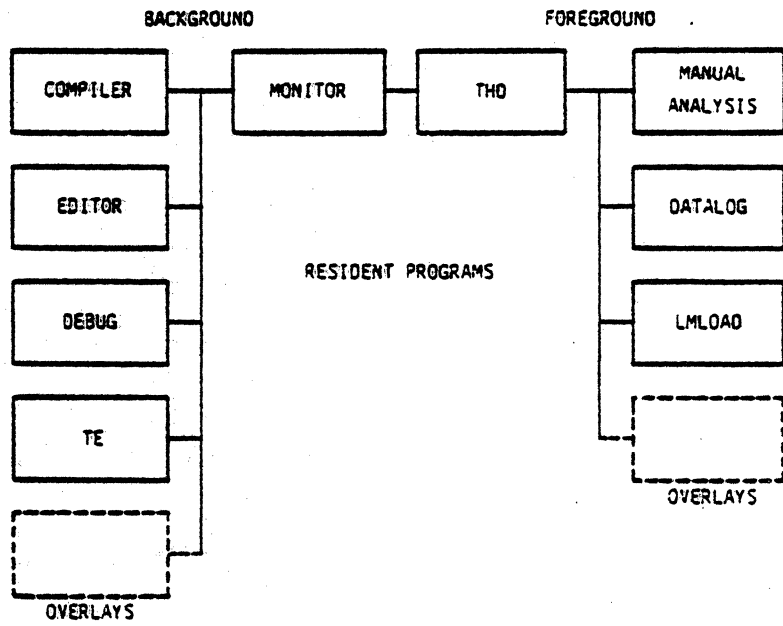 BACKGROUND
FOREGROUND
COMPILER
MONITOR
THO
MANUAL
ANALYSIS
EDITOR
DATALOG
RESIDENT PROGRAMS
DEBUG
LMLOAD
TE
OVERLAYS
OVERLAYS